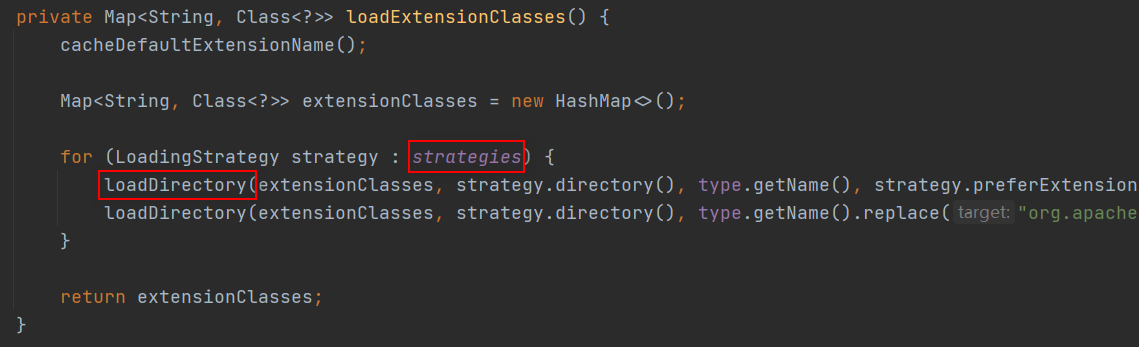 private Map<String, Class<?>> loadExtensionClasses() {
cacheDefaultExtensionName();
Map<String, Class<?>> extensionClasses = new HashMap<>();
for (LoadingStrategy strategy : strategies) {
loadDirectory(extensionClasses, strategy.directory(), type.getName(), strategy.preferExtension
loadDirectory(extensionClasses, strategy.directory(), type.getName().replace( target: "org.apache
}
return extensionClasses;
}